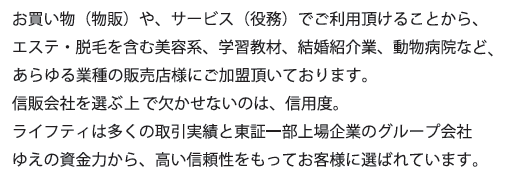 お買い物（物販）や、サービス（役務）でご利用頂けることから、
エステ・脱毛を含む美容系、学習教材、結婚紹介業、動物病院など、
あらゆる業種の販売店様にご加盟頂いております。
信販会社を選ぶ上で欠かせないのは、信用度。
ライフティは多くの取引実績と東証一部上場企業のグループ会社
ゆえの資金力から、高い信頼性をもってお客様に選ばれています。